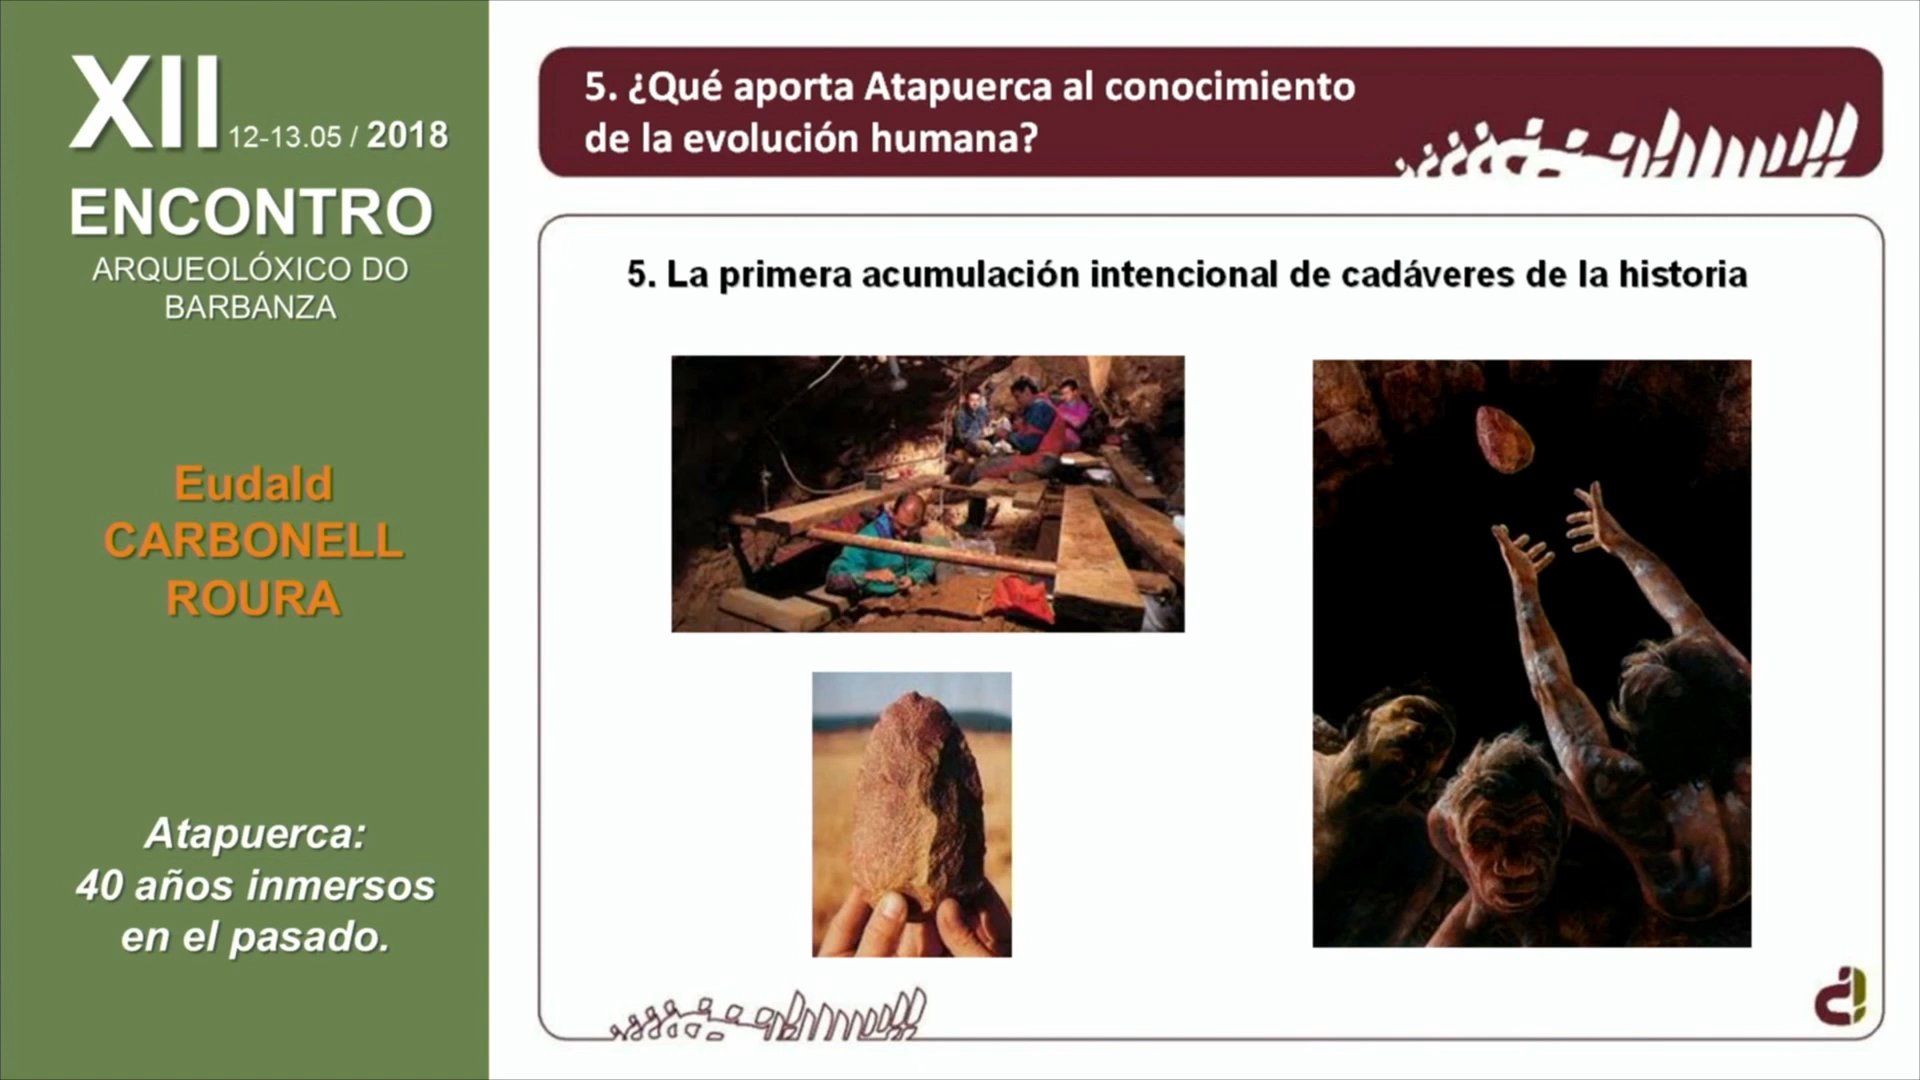 XII 12-13.05 / 2018
ENCONTRO
ARQUEOLÓXICO DO
BARBANZA
Eudald
CARBONELL
ROURA
Atapuerca:
40 años inmersos
en el pasado.
5. ¿Qué aporta Atapuerca al conocimiento
de la evolución humana?
5. La primera acumulación intencional de cadáveres de la historia